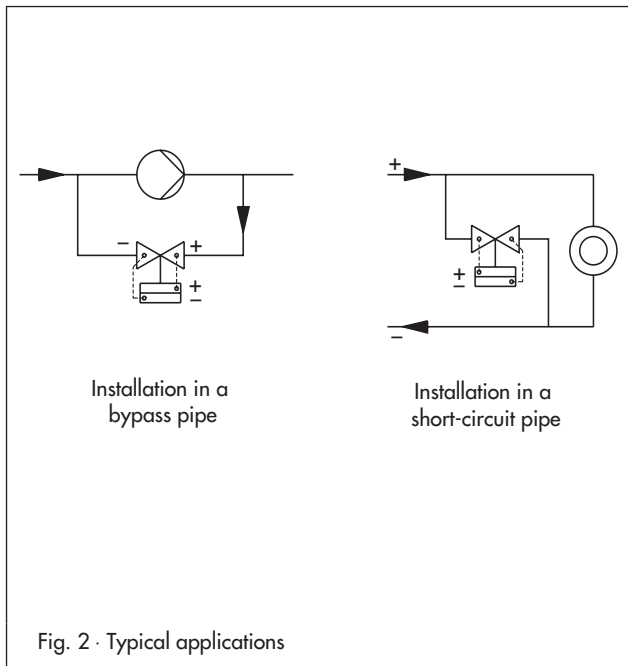 – +
+
–
Installation in a
bypass pipe
+
+
–
–
Installation in a
short-circuit pipe
Fig. 2 · Typical applications